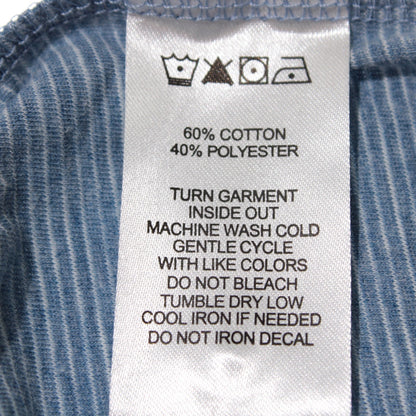 60% COTTON
40% POLYESTER
TURN GARMENT
INSIDE OUT
MACHINE WASH COLD
GENTLE CYCLE
WITH LIKE COLORS
DO NOT BLEACH
TUMBLE DRY LOW
COOL IRON IF NEEDED
DO NOT IRON DECAL